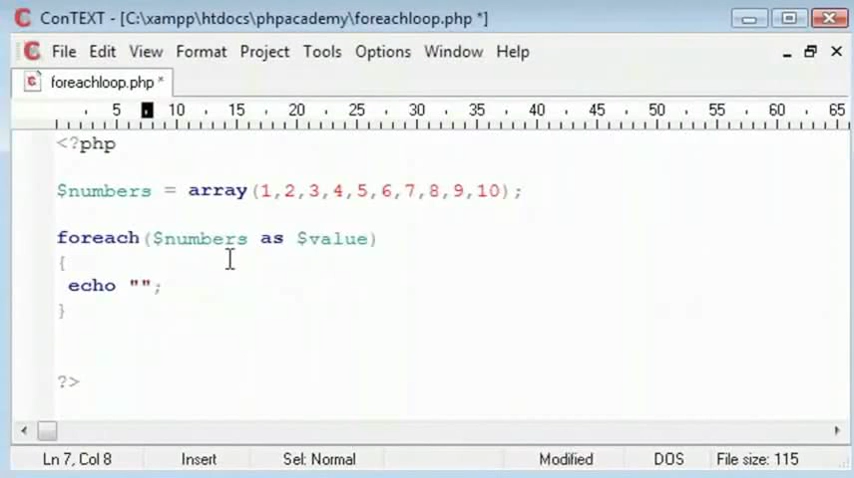 ConTEXT - [C:\xampp\htdocs\phpacademy\foreachloop.php *]
File Edit View Format Project Tools Options Window Help
foreachloop.php *
5 10 15 20 25 30 35 40 45 50 55 60 65
<?php
$numbers = array(1,2,3,4,5,6,7,8,9,10);
foreach($numbers as $value)
{
echo "";
}
?>
Ln 7, Col 8 Insert Sel: Normal Modified DOS File size: 115